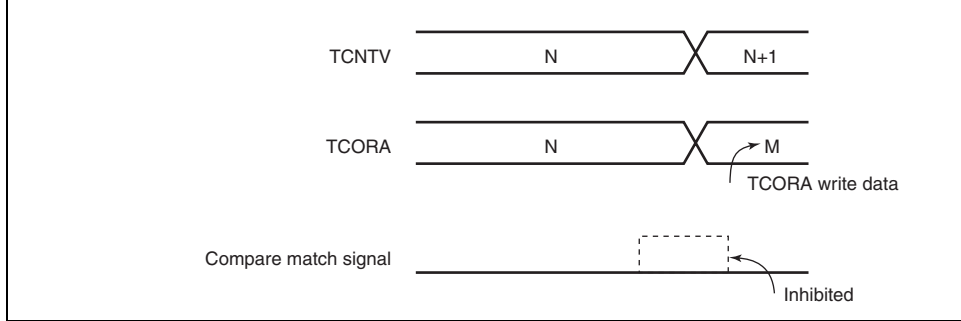 TCNTV N N+1
TCORA N M
TCORA write data
Compare match signal
Inhibited